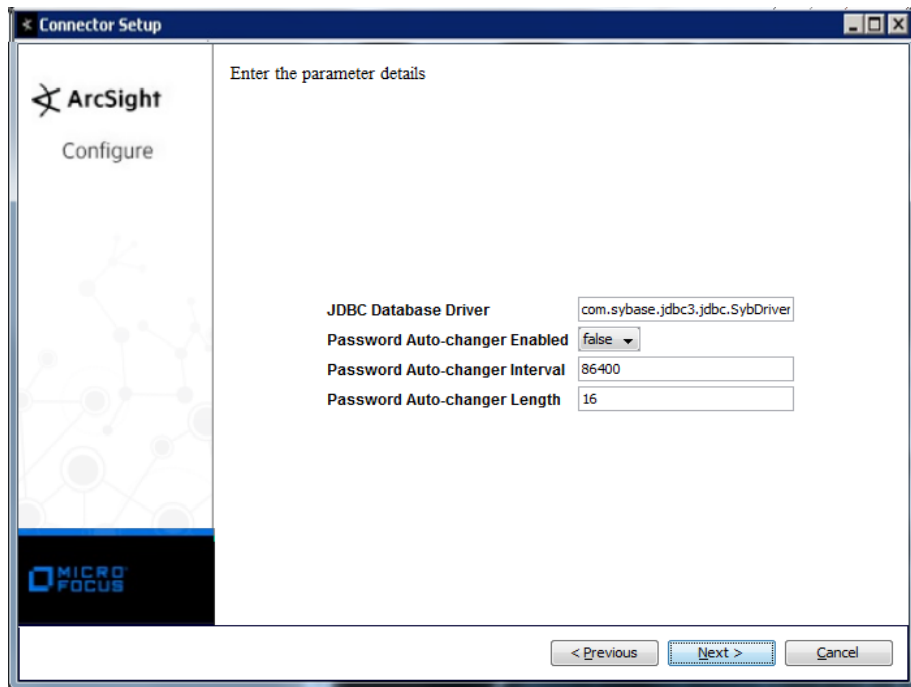 Connector Setup
ArcSight
Configure
Enter the parameter details
JDBC Database Driver com.sybase.jdbc3.jdbc.SybDriver
Password Auto-changer Enabled false
Password Auto-changer Interval 86400
Password Auto-changer Length 16
MICRO
FOCUS
< Previous Next > Cancel